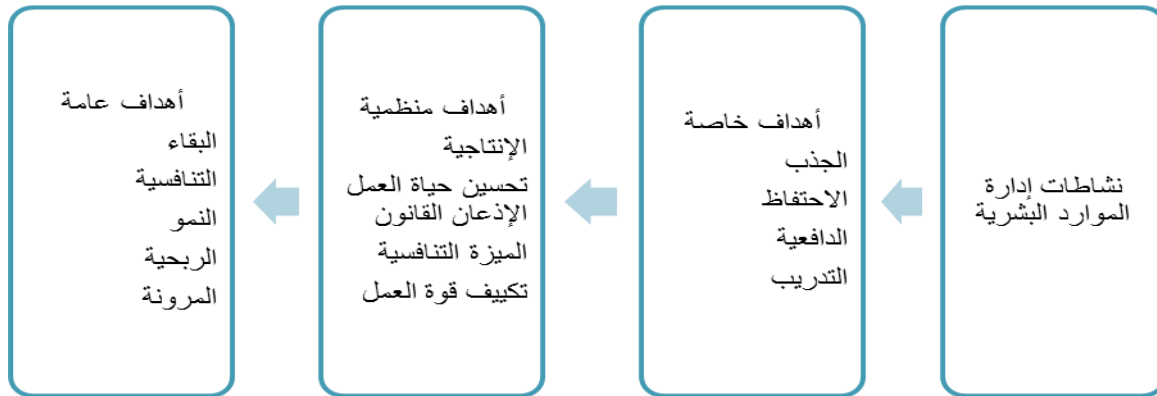 نشاطات إدارة
الموارد البشرية
أهداف خاصة
الجذب
الاحتفاظ
الدافعية
التدريب
أهداف منظمية
الإنتاجية
تحسين حياة العمل
الإذعان القانون
الميزة التنافسية
تكييف قوة العمل
أهداف عامة
البقاء
التنافسية
النمو
الربحية
المرونة